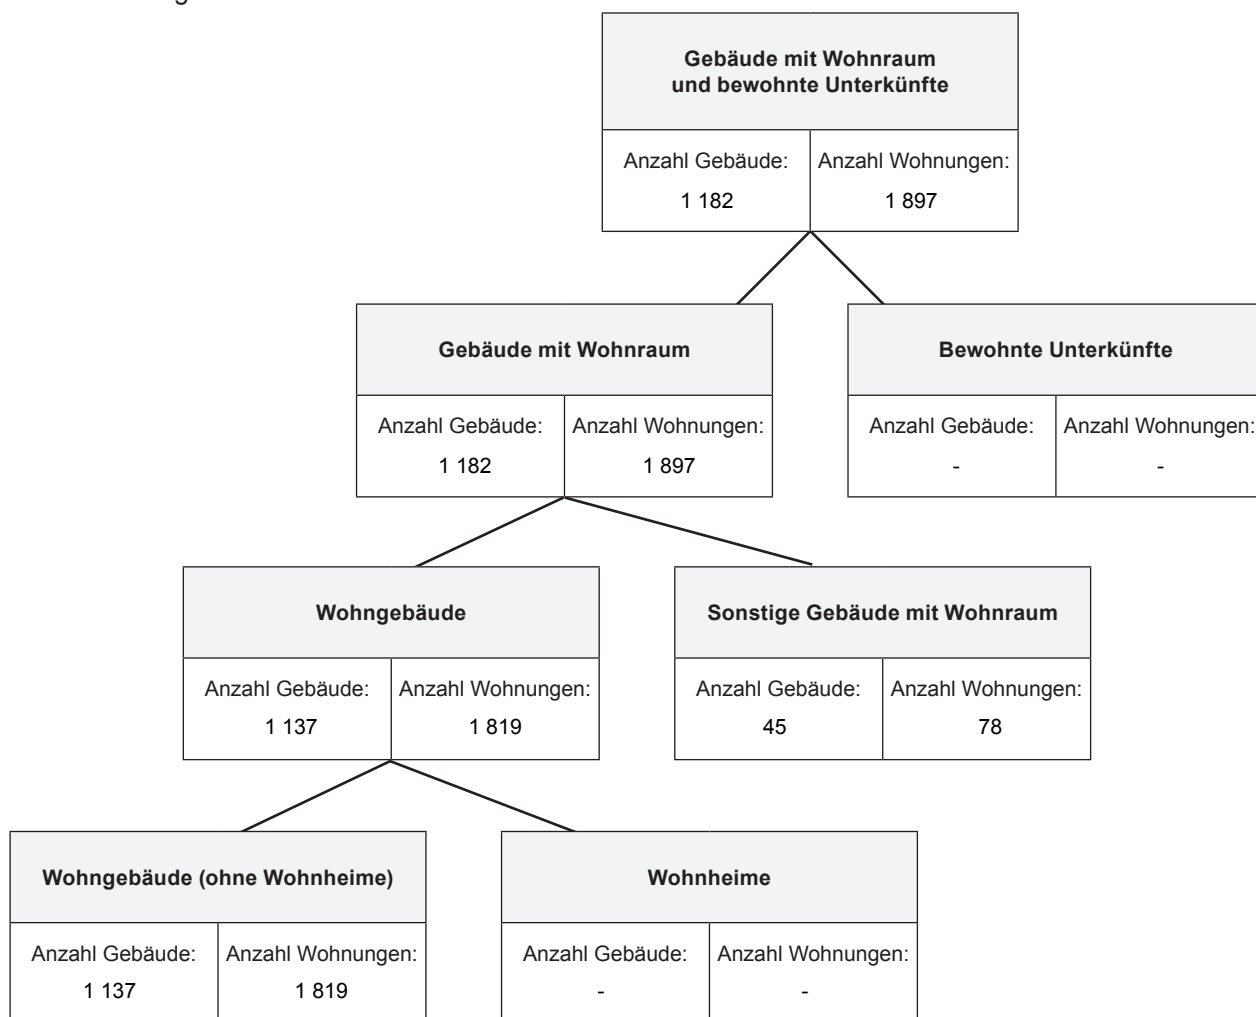 Gebäude mit Wohnraum
und bewohnte Unterkünfte
Anzahl Gebäude: Anzahl Wohnungen:
1 182 1 897
Gebäude mit Wohnraum Bewohnte Unterkünfte
Anzahl Gebäude: Anzahl Wohnungen: Anzahl Gebäude: Anzahl Wohnungen:
1 182 1 897 - -
Wohngebäude Sonstige Gebäude mit Wohnraum
Anzahl Gebäude: Anzahl Wohnungen: Anzahl Gebäude: Anzahl Wohnungen:
1 137 1 819 45 78
Wohngebäude (ohne Wohnheime) Wohnheime
Anzahl Gebäude: Anzahl Wohnungen: Anzahl Gebäude: Anzahl Wohnungen:
1 137 1 819 - -